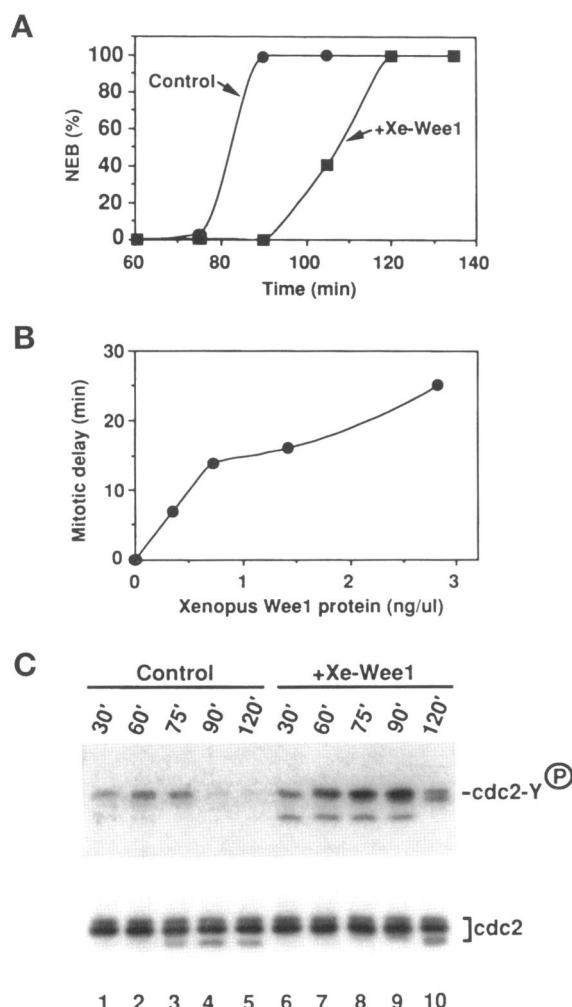 A
NEB (%)
100
80
60
40
20
0
Control
+Xe-Wee1
60 80 100 120 140
Time (min)
B
Mitotic delay (min)
30
20
10
0
0 1 2 3
Xenopus Wee1 protein (ng/ul)
C
Control +Xe-Wee1
30' 60' 75' 90' 120' 30' 60' 75' 90' 120'
-cdc2-Y Ⓟ
]cdc2
1 2 3 4 5 6 7 8 9 10